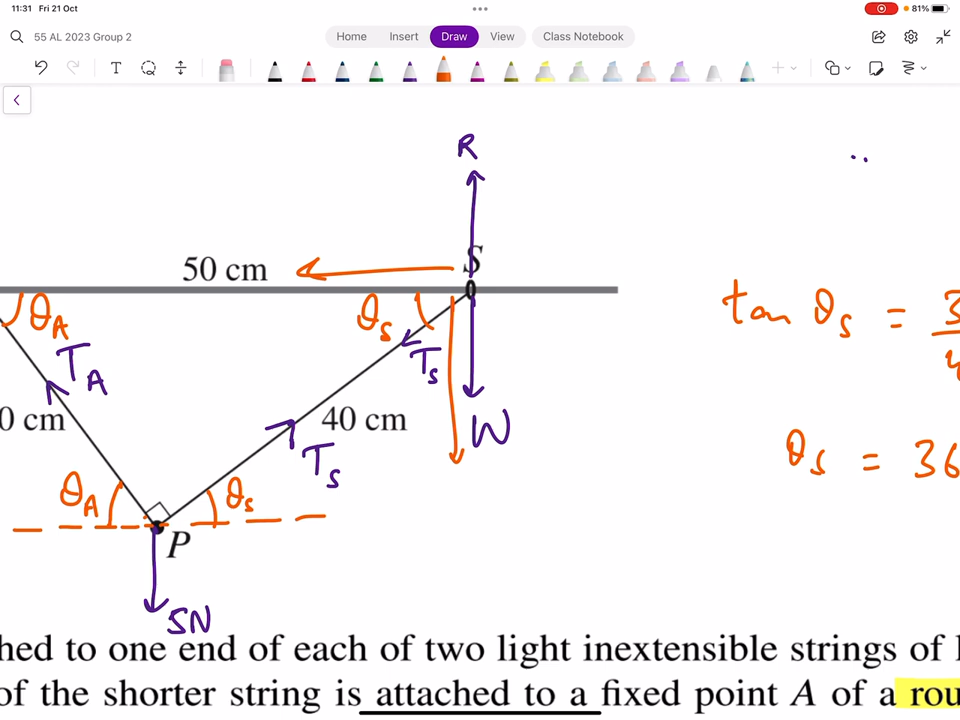 11:31 Fri 21 Oct
81%
55 AL 2023 Group 2
Home Insert Draw View Class Notebook
R
50 cm
S
θA
θs
tan θs = 3
TA
Ts
0 cm
40 cm
W
Ts
θs = 36
θA
θs
P
5N
hed to one end of each of two light inextensible strings of l
of the shorter string is attached to a fixed point A of a rou